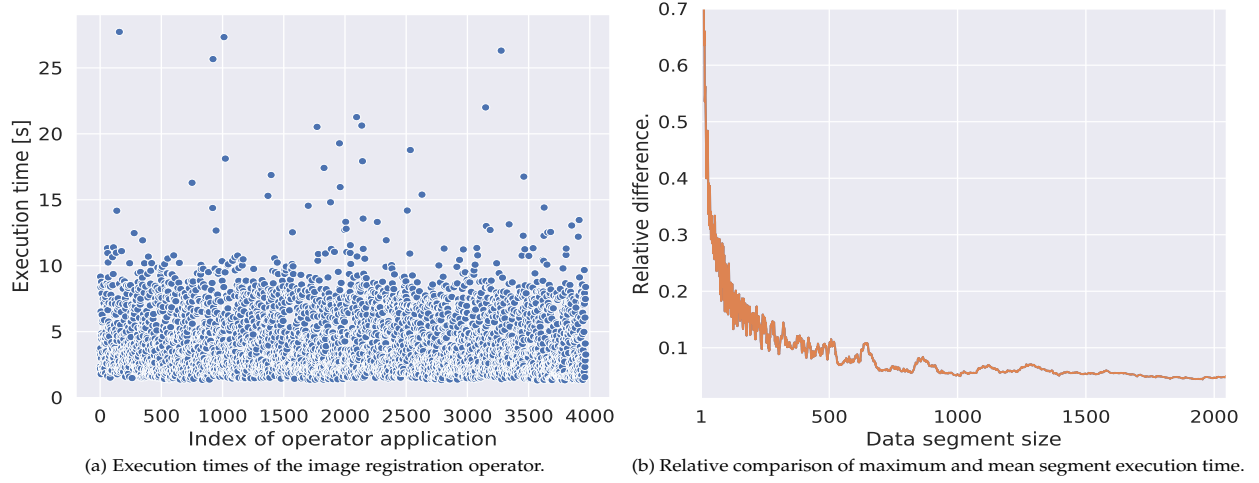 25
20
15
10
5
0
Execution time [s]
0 500 1000 1500 2000 2500 3000 3500 4000
Index of operator application
(a) Execution times of the image registration operator.
0.7
0.6
0.5
0.4
0.3
0.2
0.1
Relative difference.
1 500 1000 1500 2000
Data segment size
(b) Relative comparison of maximum and mean segment execution time.